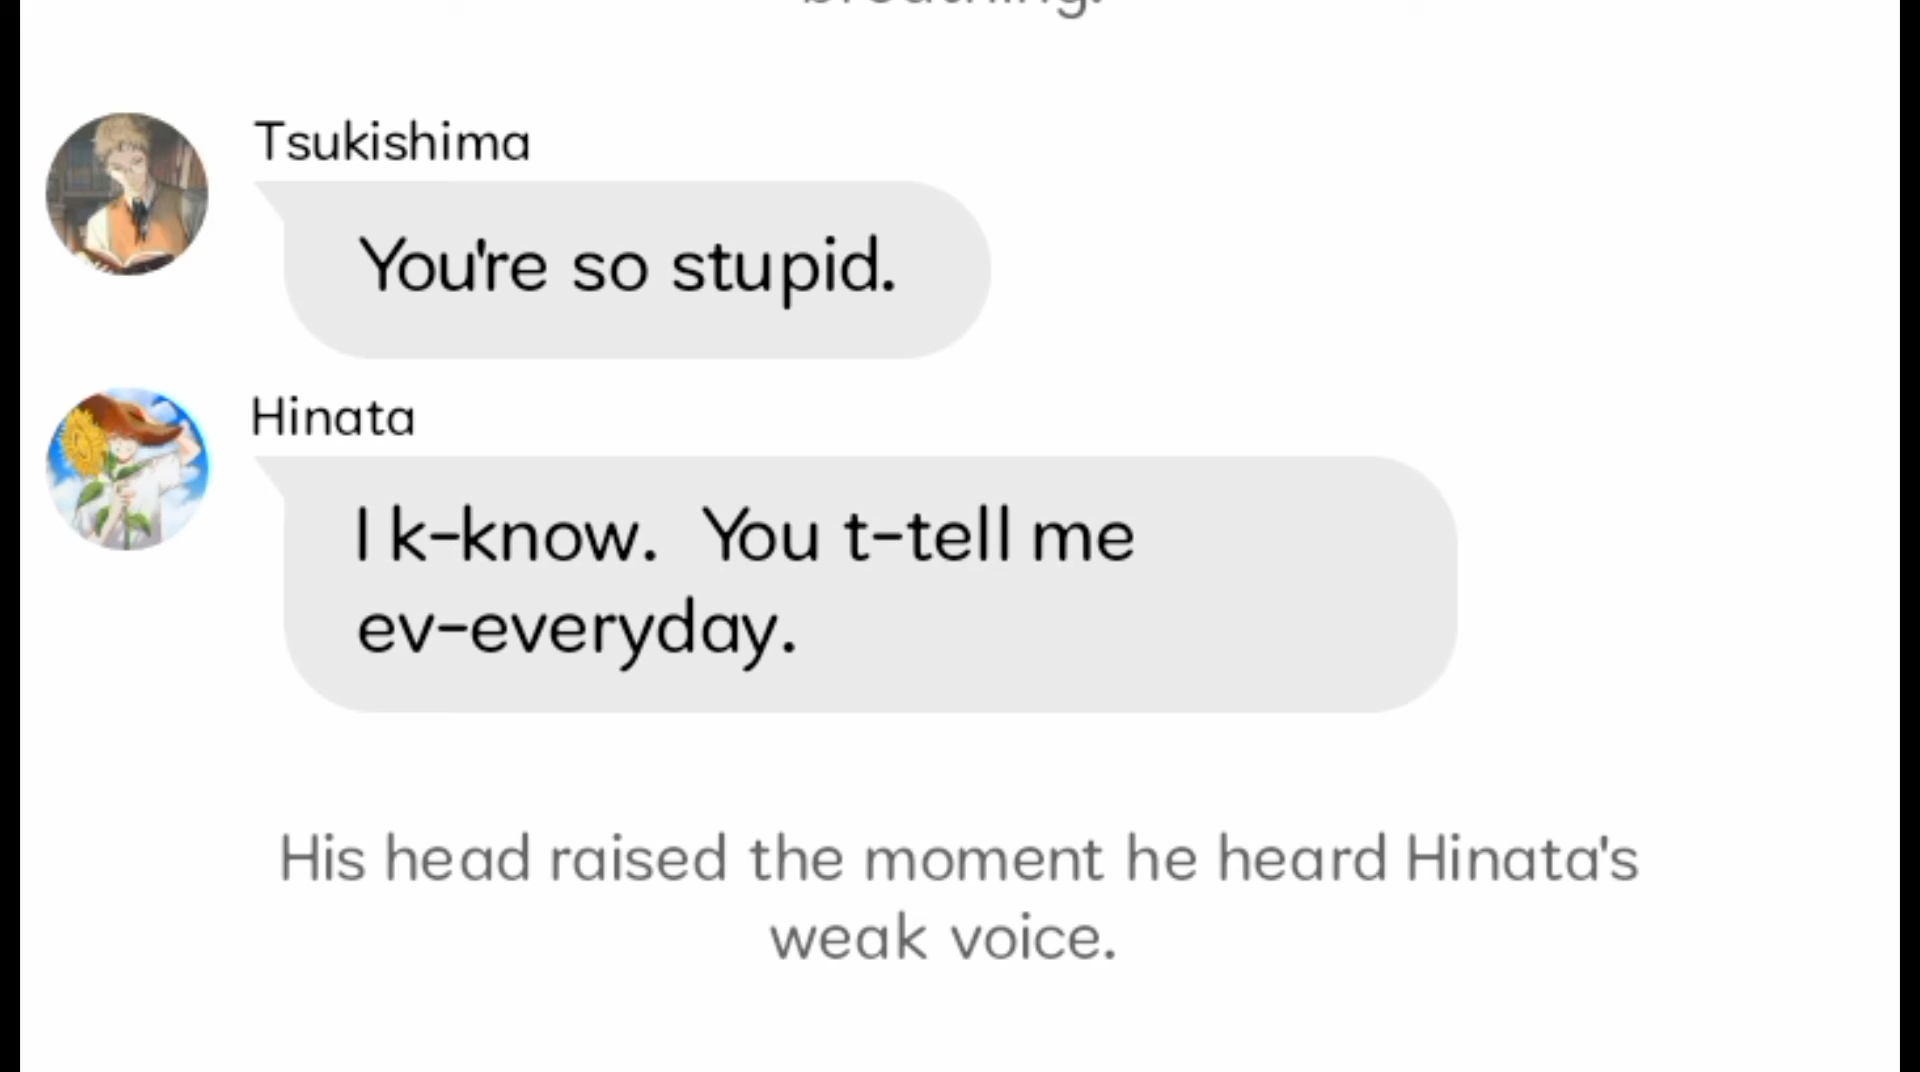 breathing.
Tsukishima
You're so stupid.
Hinata
I k-know.  You t-tell me
ev-everyday.
His head raised the moment he heard Hinata's
weak voice.